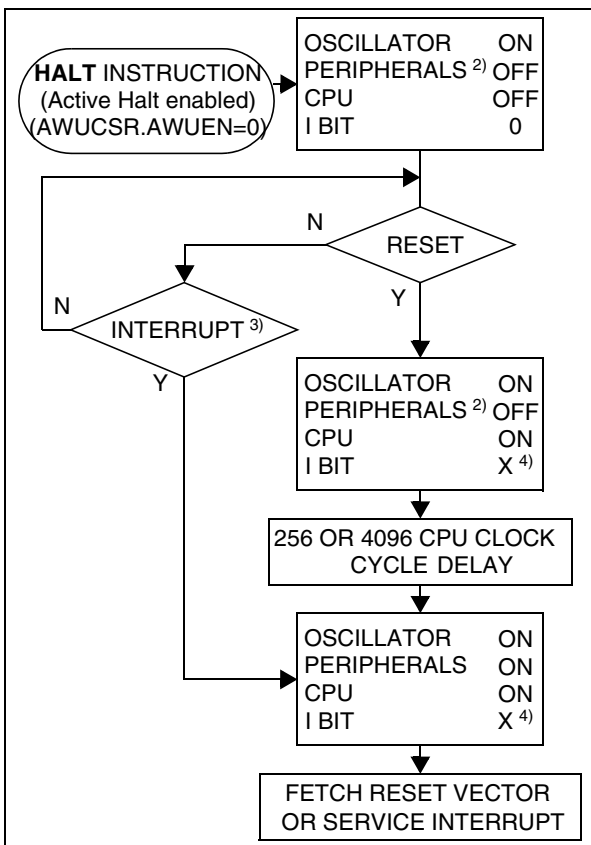 HALT INSTRUCTION
(Active Halt enabled)
(AWUCSR.AWUEN=0)
OSCILLATOR ON
PERIPHERALS 2) OFF
CPU OFF
I BIT 0
N
RESET
N
Y
INTERRUPT 3)
Y
OSCILLATOR ON
PERIPHERALS 2) OFF
CPU ON
I BIT X 4)
256 OR 4096 CPU CLOCK
CYCLE DELAY
OSCILLATOR ON
PERIPHERALS ON
CPU ON
I BIT X 4)
FETCH RESET VECTOR
OR SERVICE INTERRUPT